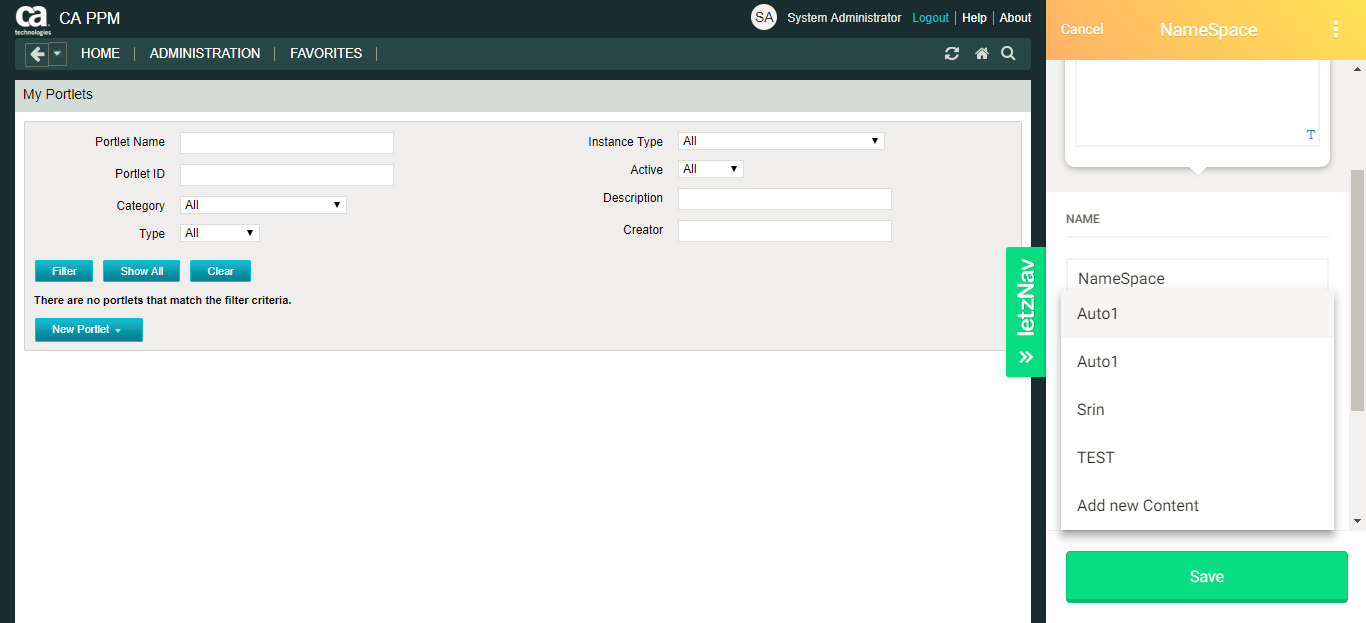 ca
technologies
CA PPM
SA System Administrator Logout Help About
HOME ADMINISTRATION FAVORITES
My Portlets
Portlet Name
Portlet ID
Category All
Type All
Instance Type All
Active All
Description
Creator
Filter Show All Clear
There are no portlets that match the filter criteria.
New Portlet
letzNav
Cancel NameSpace
T
NAME
NameSpace
Auto1
Auto1
Srin
TEST
Add new Content
Save